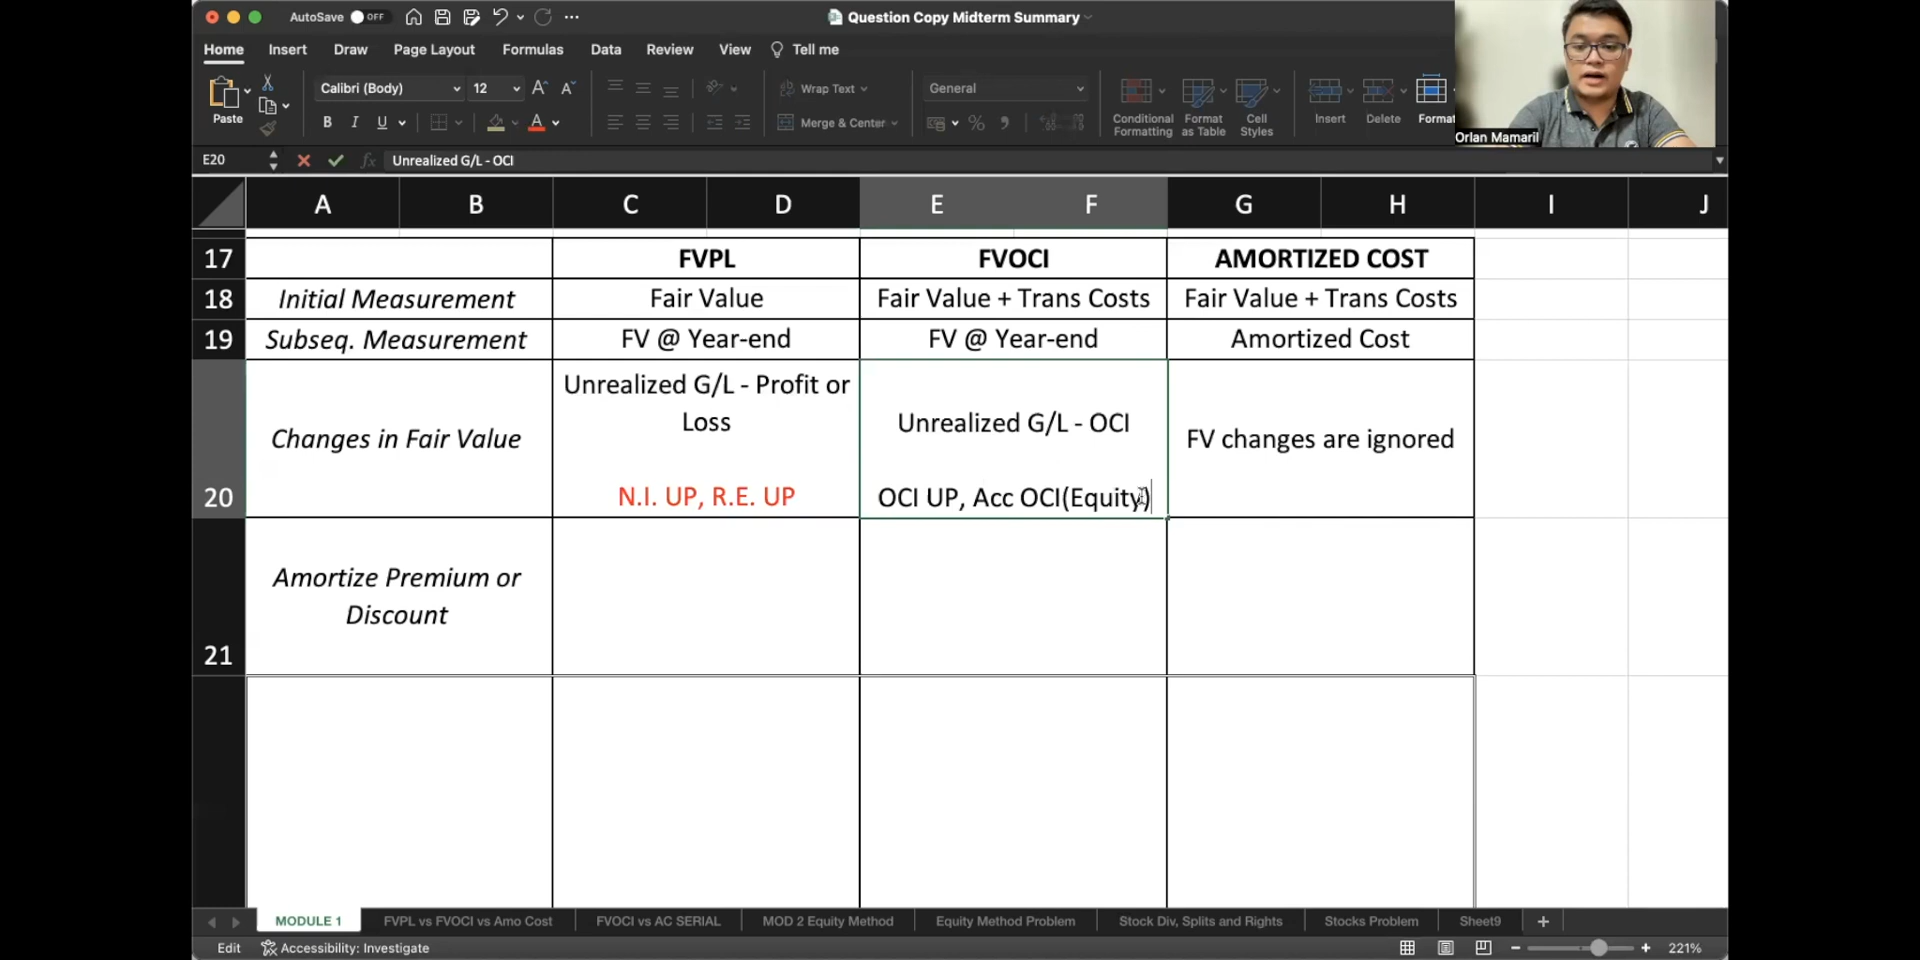 AutoSave OFF
Question Copy Midterm Summary
Home Insert Draw Page Layout Formulas Data Review View Tell me
Paste
Calibri (Body) 12 A A
B I U A
Wrap Text
Merge & Center
General
%
Conditional Formatting
Format as Table
Cell Styles
Insert
Delete
Format
Orlan Mamaril
E20 fx Unrealized G/L - OCI
A B C D E F G H I J
17 FVPL FVOCI AMORTIZED COST
18 Initial Measurement Fair Value Fair Value + Trans Costs Fair Value + Trans Costs
19 Subseq. Measurement FV @ Year-end FV @ Year-end Amortized Cost
20
Changes in Fair Value
Unrealized G/L - Profit or
Loss
N.I. UP, R.E. UP
Unrealized G/L - OCI
OCI UP, Acc OCI(Equity)
FV changes are ignored
21
Amortize Premium or
Discount
MODULE 1 FVPL vs FVOCI vs Amo Cost FVOCI vs AC SERIAL MOD 2 Equity Method Equity Method Problem Stock Div, Splits and Rights Stocks Problem Sheet9 +
Edit Accessibility: Investigate 221%